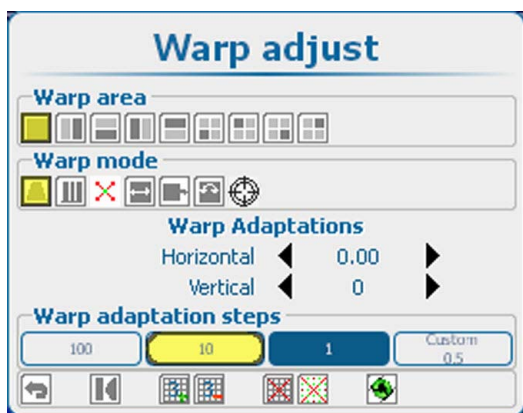 Warp adjust
Warp area
Warp mode
Warp Adaptations
Horizontal 0.00
Vertical 0
Warp adaptation steps
100 10 1 Custom
0.5